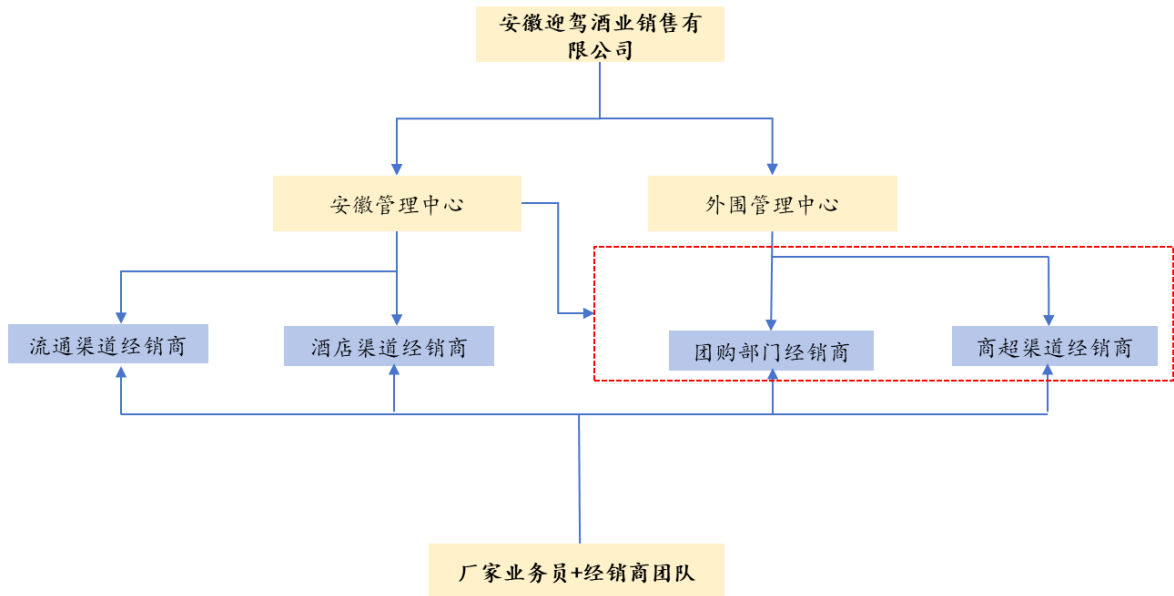 安徽迎驾酒业销售有
限公司
安徽管理中心
外围管理中心
流通渠道经销商
酒店渠道经销商
团购部门经销商
商超渠道经销商
厂家业务员+经销商团队